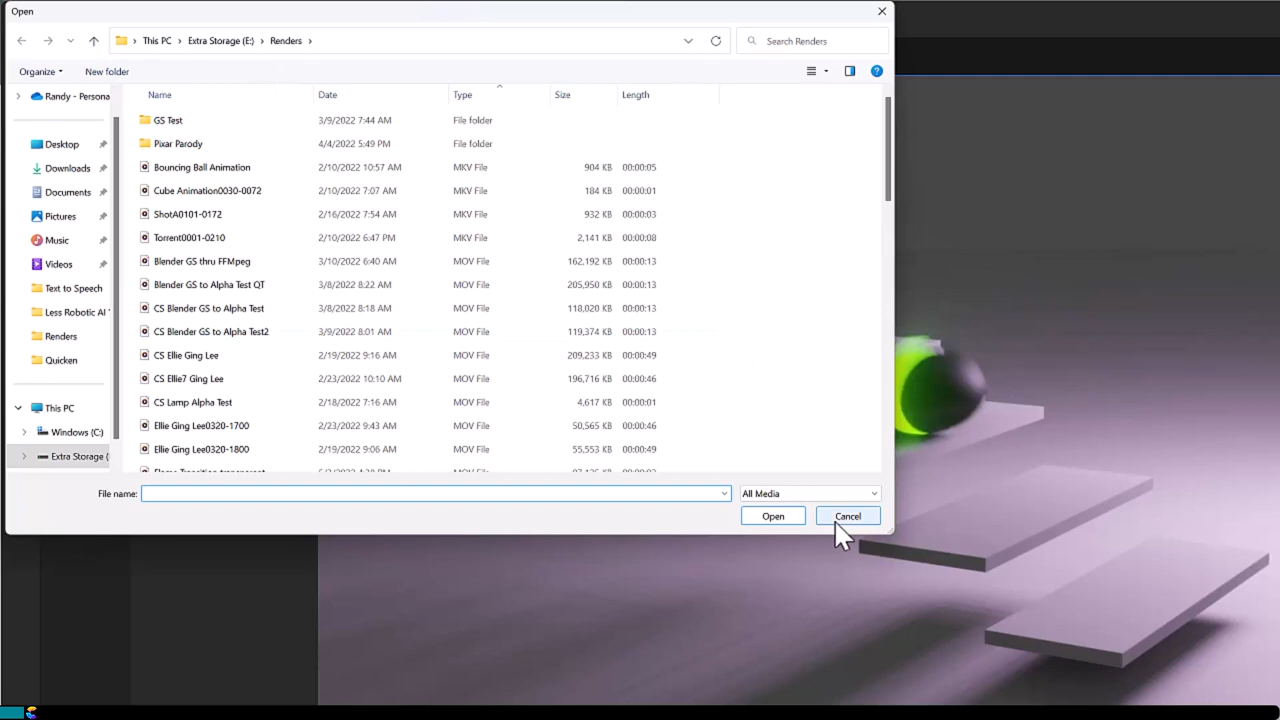 Open
This PC > Extra Storage (E:) > Renders >
Search Renders
Organize
New folder
Name Date Type Size Length
Randy - Persona
Desktop
Downloads
Documents
Pictures
Music
Videos
Text to Speech
Less Robotic AI
Renders
Quicken
This PC
Windows (C:)
Extra Storage (
GS Test 3/9/2022 7:44 AM File folder
Pixar Parody 4/4/2022 5:49 PM File folder
Bouncing Ball Animation 2/10/2022 10:57 AM MKV File 904 KB 00:00:05
Cube Animation0030-0072 2/10/2022 7:07 AM MKV File 184 KB 00:00:01
ShotA0101-0172 2/16/2022 7:54 AM MKV File 932 KB 00:00:03
Torrent0001-0210 2/10/2022 6:47 PM MKV File 2,141 KB 00:00:08
Blender GS thru FFMpeg 3/10/2022 6:40 AM MOV File 162,192 KB 00:00:13
Blender GS to Alpha Test QT 3/8/2022 8:22 AM MOV File 205,950 KB 00:00:13
CS Blender GS to Alpha Test 3/8/2022 8:18 AM MOV File 118,020 KB 00:00:13
CS Blender GS to Alpha Test2 3/9/2022 8:01 AM MOV File 119,374 KB 00:00:13
CS Ellie Ging Lee 2/19/2022 9:16 AM MOV File 209,233 KB 00:00:49
CS Ellie7 Ging Lee 2/23/2022 10:10 AM MOV File 196,716 KB 00:00:46
CS Lamp Alpha Test 2/18/2022 7:16 AM MOV File 4,617 KB 00:00:01
Ellie Ging Lee0320-1700 2/23/2022 9:43 AM MOV File 50,565 KB 00:00:46
Ellie Ging Lee0320-1800 2/19/2022 9:06 AM MOV File 55,553 KB 00:00:49
File name:
All Media
Open
Cancel